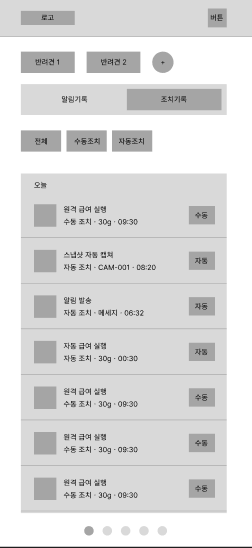 로고
버튼
반려견 1
반려견 2
+
알림기록
조치기록
전체
수동조치
자동조치
오늘
원격 급여 실행
수동 조치 · 30g · 09:30
수동
스냅샷 자동 캡쳐
자동 조치 · CAM-001 · 08:20
자동
알림 발송
자동 조치 · 메세지 · 06:32
자동
자동 급여 실행
자동 조치 · 30g · 00:30
자동
원격 급여 실행
수동 조치 · 30g · 09:30
수동
원격 급여 실행
수동 조치 · 30g · 09:30
수동
원격 급여 실행
수동 조치 · 30g · 09:30
수동